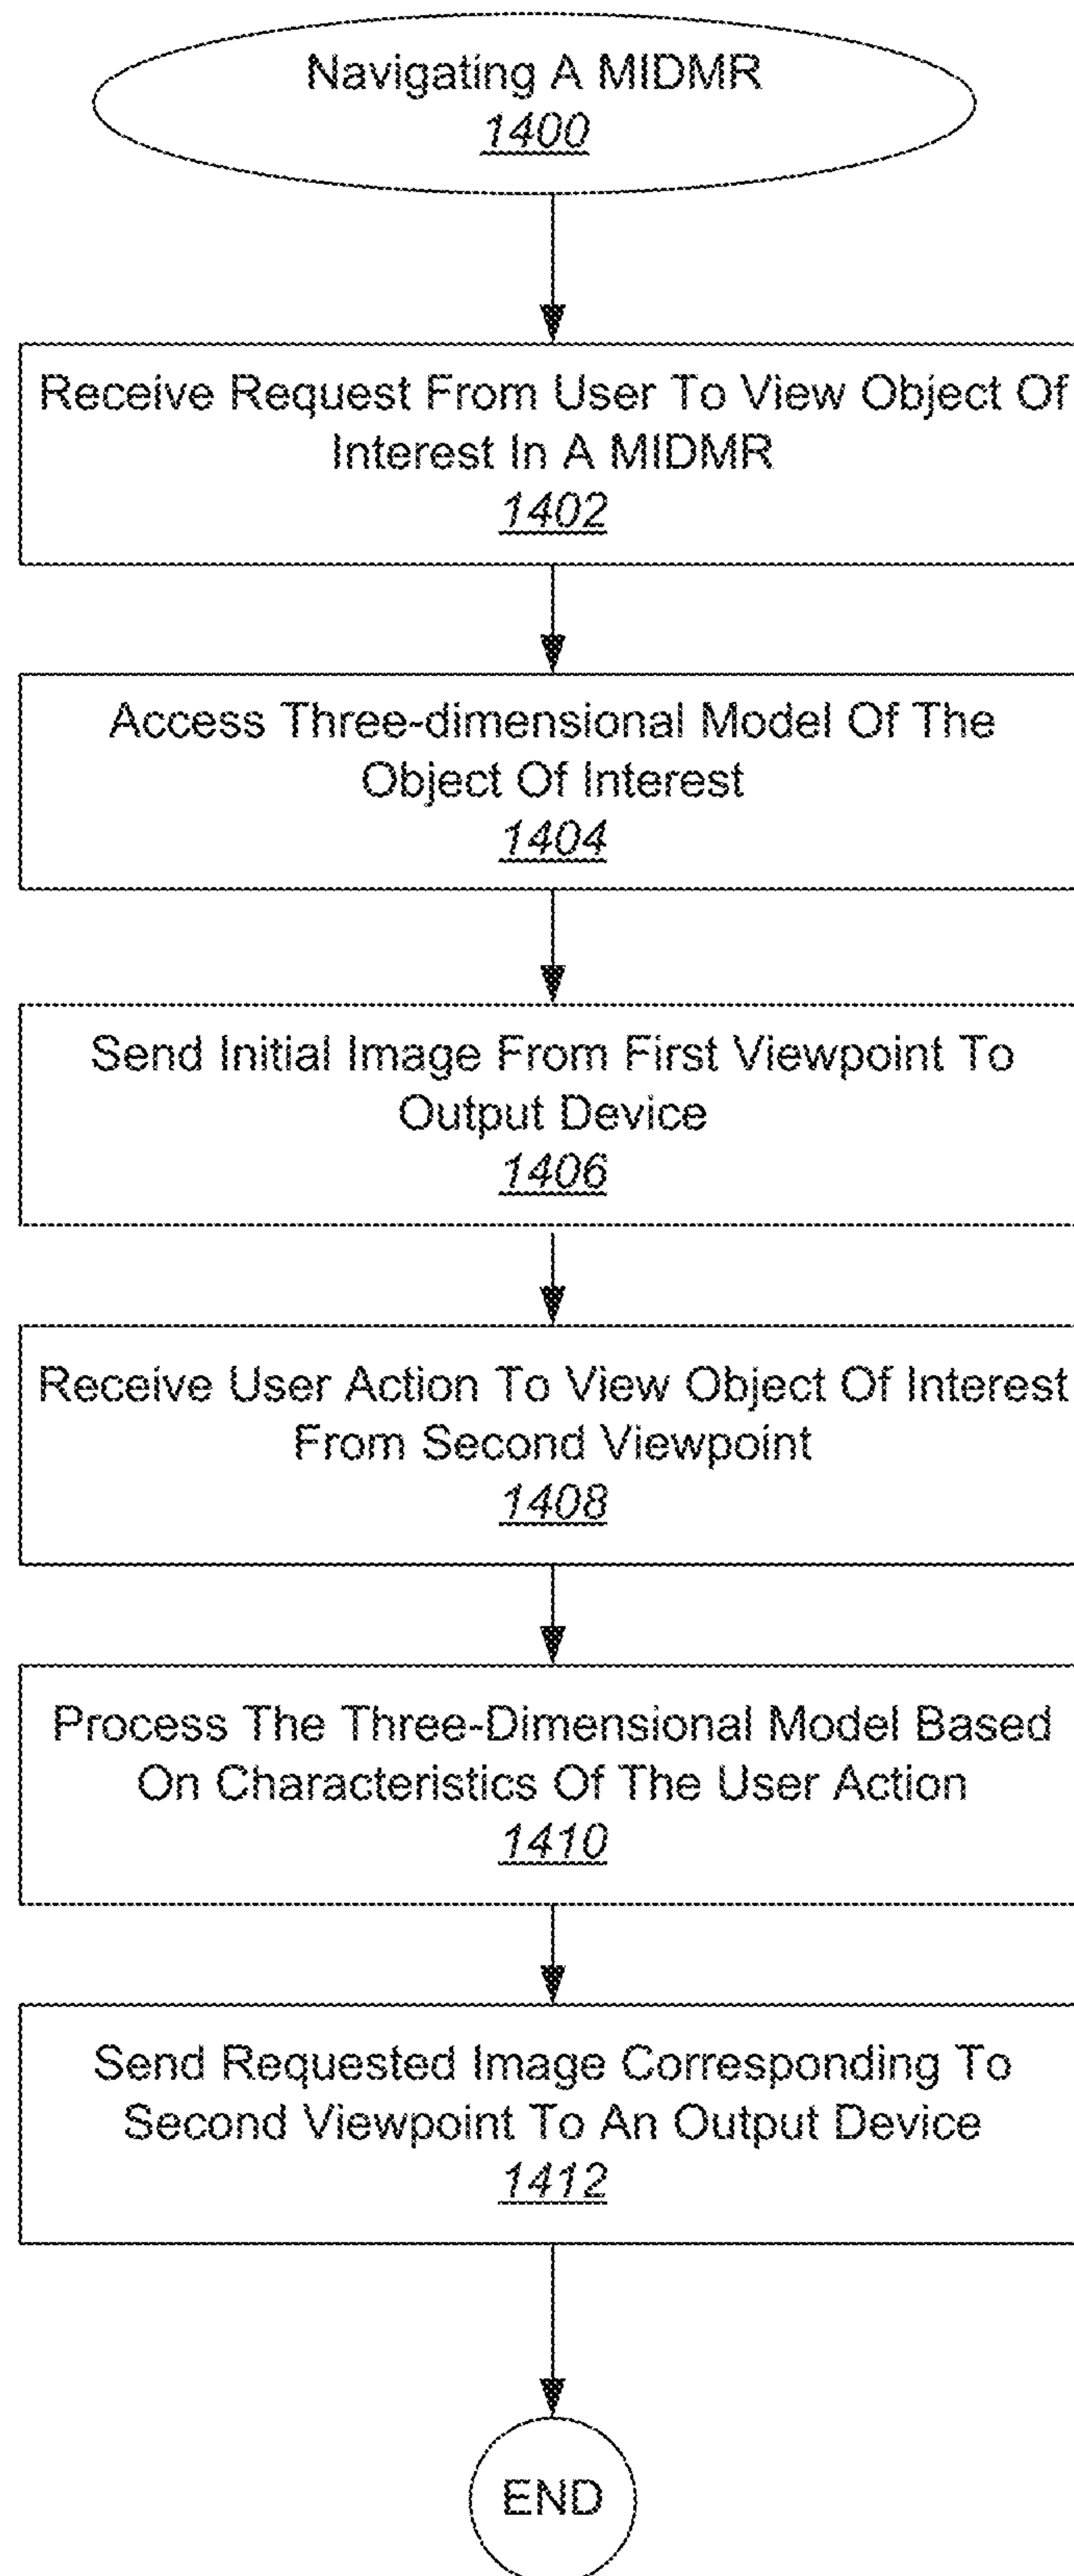 Navigating A MIDMR
1400
Receive Request From User To View Object Of
Interest In A MIDMR
1402
Access Three-dimensional Model Of The
Object Of Interest
1404
Send Initial Image From First Viewpoint To
Output Device
1406
Receive User Action To View Object Of Interest
From Second Viewpoint
1408
Process The Three-Dimensional Model Based
On Characteristics Of The User Action
1410
Send Requested Image Corresponding To
Second Viewpoint To An Output Device
1412
END